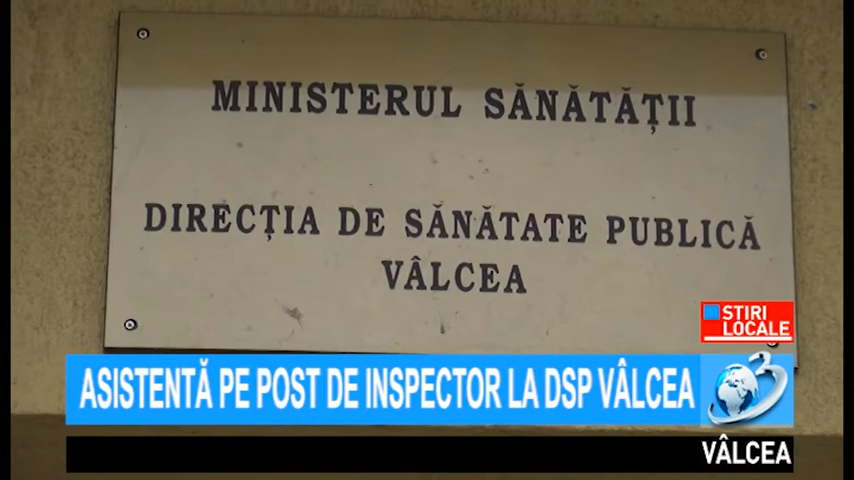 MINISTERUL SĂNĂTĂȚII
DIRECȚIA DE SĂNĂTATE PUBLICĂ
VÂLCEA
STIRI
LOCALE
ASISTENTĂ PE POST DE INSPECTOR LA DSP VÂLCEA
3
VÂLCEA